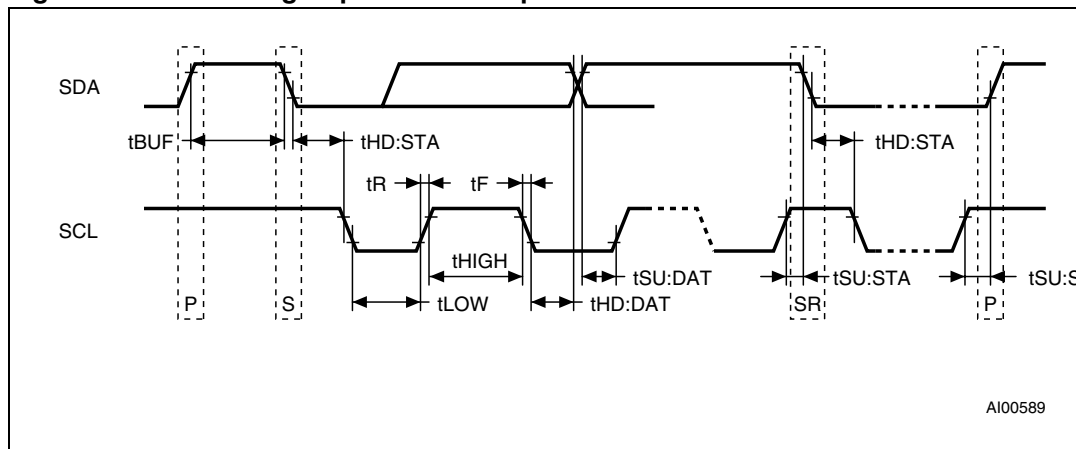 SDA
tBUF
tHD:STA
tHD:STA
tR
tF
SCL
tHIGH
tSU:DAT
tSU:STA
tSU:S
P
S
tLOW
tHD:DAT
SR
P
AI00589